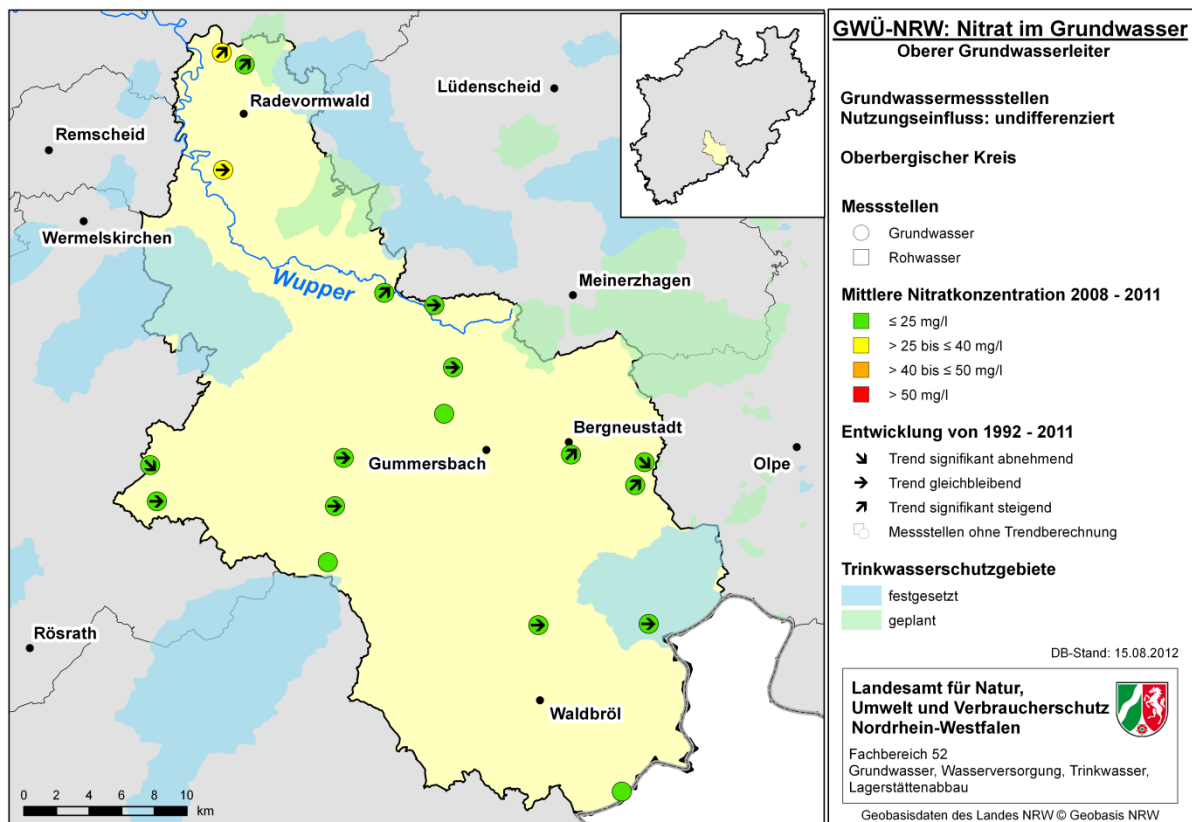 Lüdenscheid
Radevormwald
Remscheid
Wermelskirchen
Wupper
Meinerzhagen
Bergneustadt
Gummersbach
Olpe
Rösrath
Waldbröl
0 2 4 6 8 10
km
GWÜ-NRW: Nitrat im Grundwasser
Oberer Grundwasserleiter
Grundwassermessstellen
Nutzungseinfluss: undifferenziert
Oberbergischer Kreis
Messstellen
Grundwasser
Rohwasser
Mittlere Nitratkonzentration 2008 - 2011
≤ 25 mg/l
> 25 bis ≤ 40 mg/l
> 40 bis ≤ 50 mg/l
> 50 mg/l
Entwicklung von 1992 - 2011
Trend signifikant abnehmend
Trend gleichbleibend
Trend signifikant steigend
Messstellen ohne Trendberechnung
Trinkwasserschutzgebiete
festgesetzt
geplant
DB-Stand: 15.08.2012
Landesamt für Natur,
Umwelt und Verbraucherschutz
Nordrhein-Westfalen
Fachbereich 52
Grundwasser, Wasserversorgung, Trinkwasser,
Lagerstättenabbau
Geobasisdaten des Landes NRW © Geobasis NRW